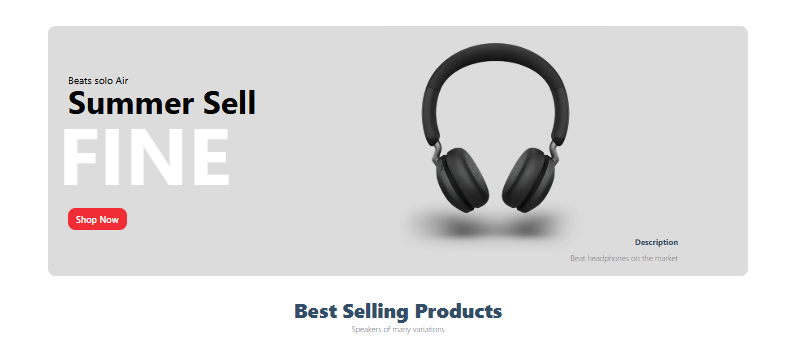 Beats solo Air
Summer Sell
FINE
Shop Now
Description
Beat headphones on the market
Best Selling Products
Speakers of many variations